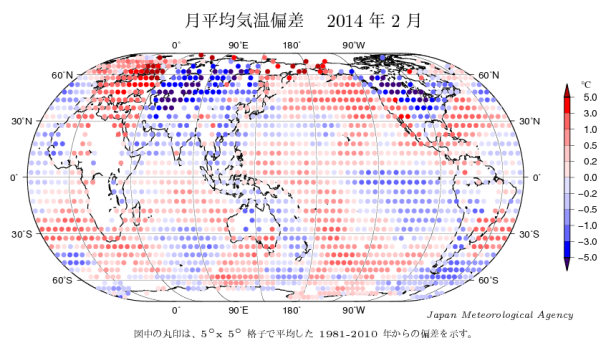 月平均気温偏差 2014 年 2 月
0° 90°E 180° 90°W
60°N 60°N
30°N 30°N
0° 0°
30°S 30°S
60°S 60°S
0° 90°E 180° 90°W
℃
5.0
3.0
1.0
0.5
0.2
0.0
−0.2
−0.5
−1.0
−3.0
−5.0
Japan Meteorological Agency
図中の丸印は、5°x 5° 格子で平均した 1981-2010 年からの偏差を示す。